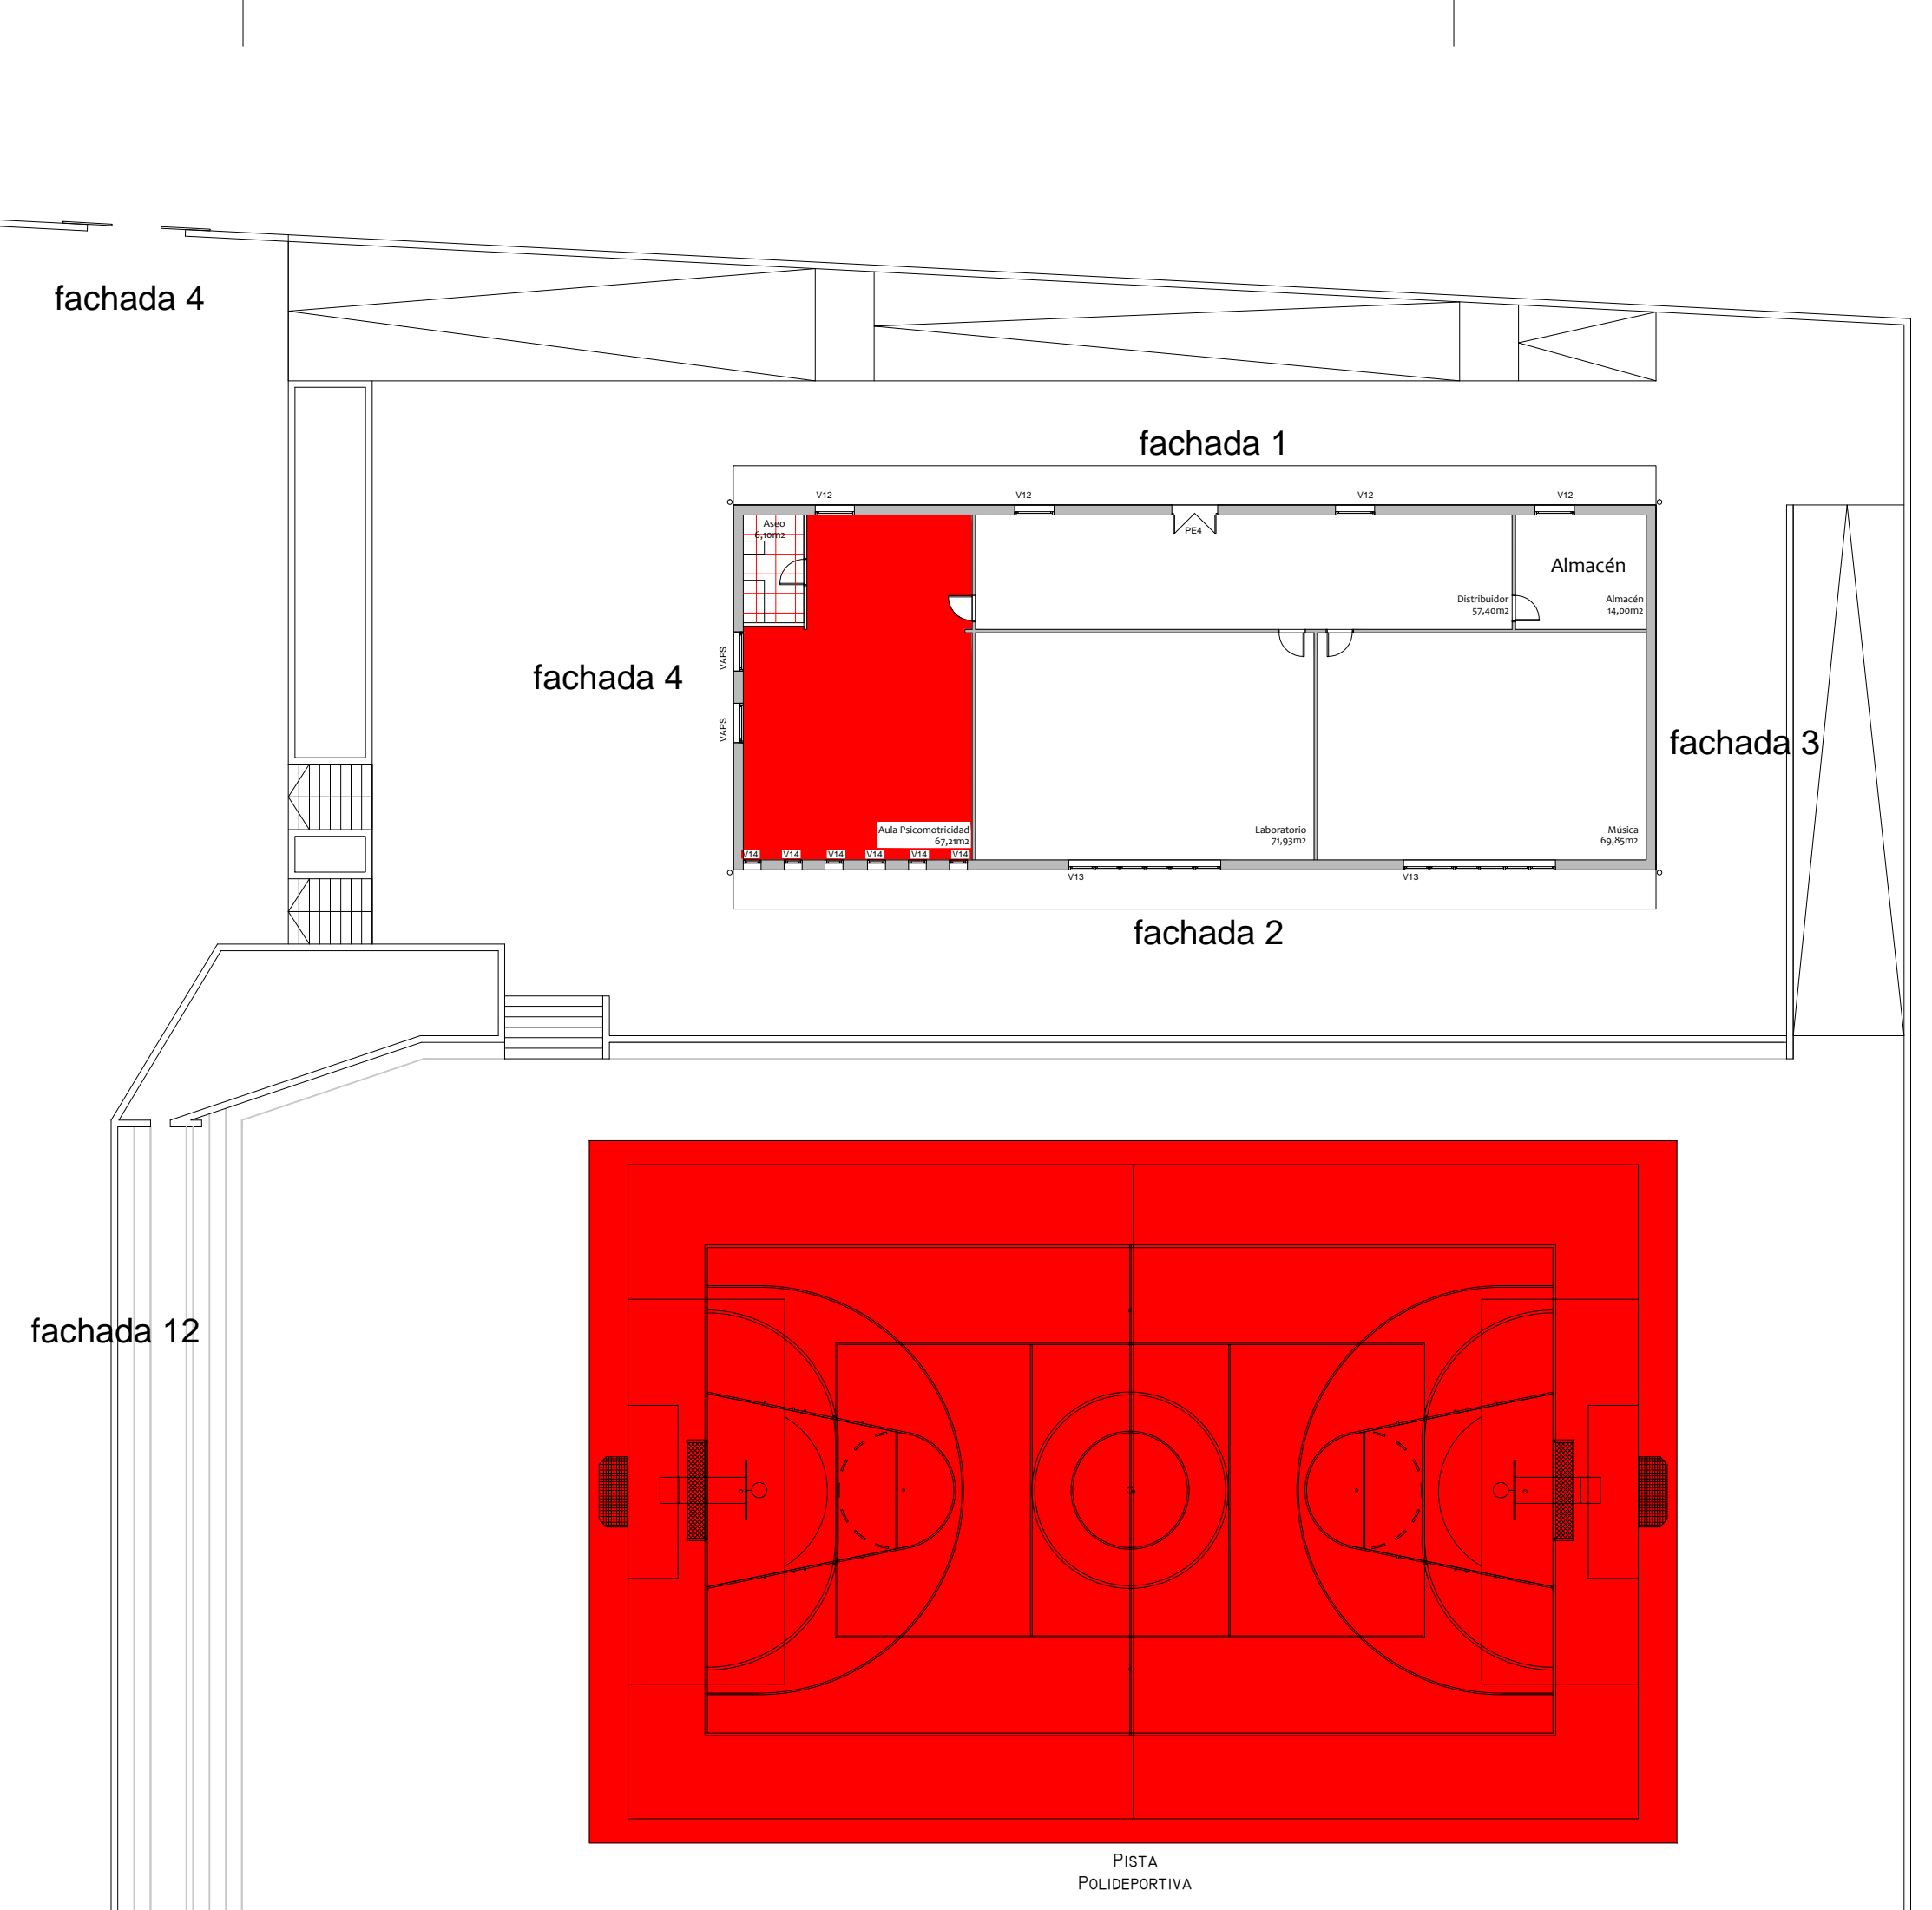 fachada 4
fachada 1
V12
V12
V12
V12
PE4
Aseo
6,10m2
Almacén
Distribuidor
57,40m2
Almacén
14,00m2
VAPS
fachada 4
VAPS
fachada 3
Aula Psicomotricidad
67,21m2
Laboratorio
71,93m2
Música
69,85m2
V14
V14
V14
V14
V14
V14
V13
V13
fachada 2
fachada 12
PISTA
POLIDEPORTIVA